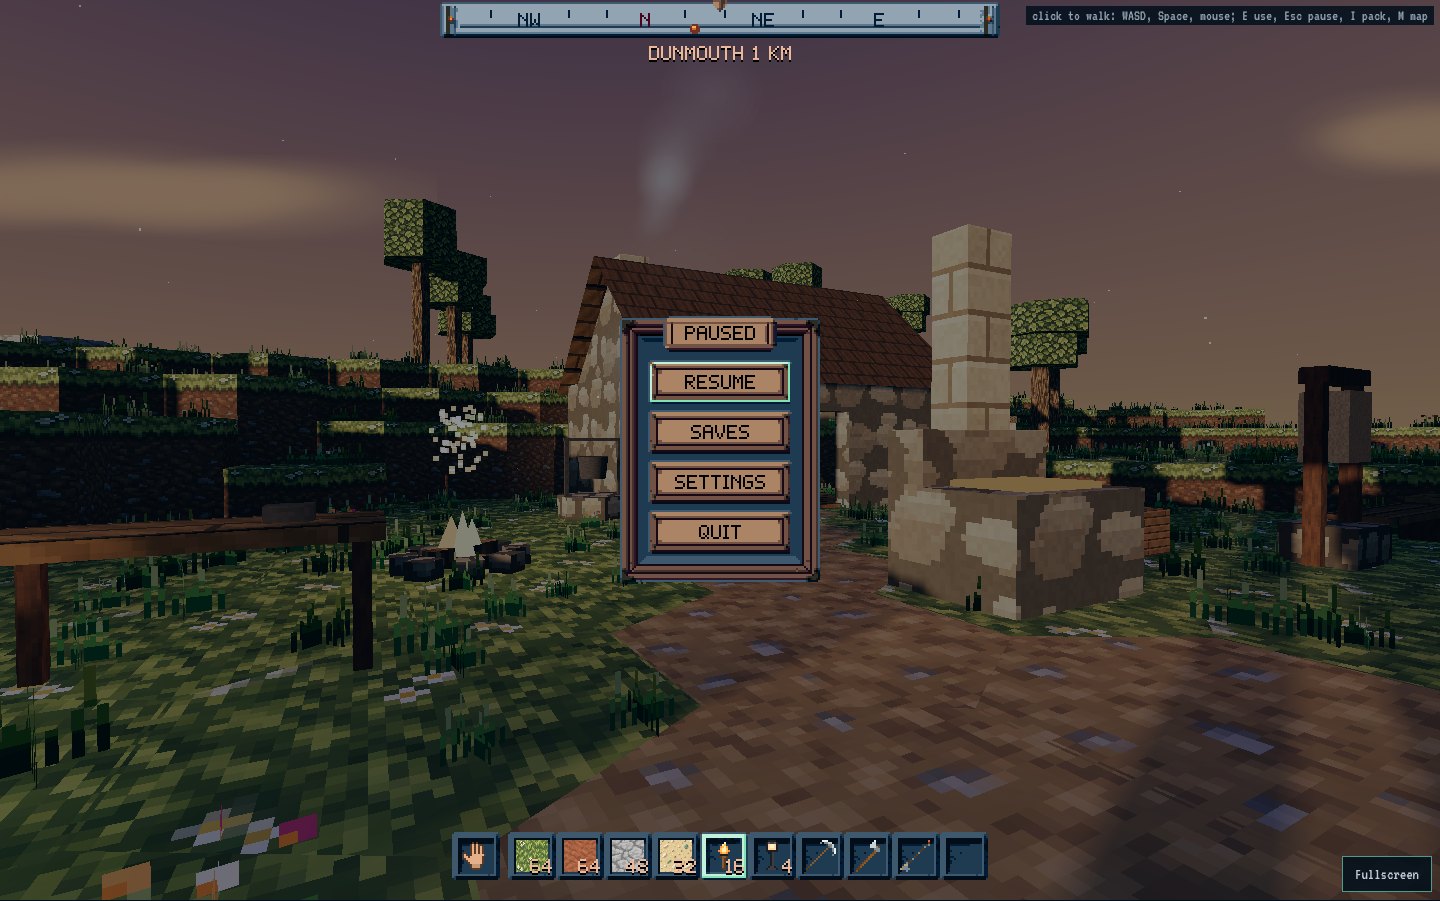 NW N NE E
click to walk: WASD, Space, mouse; E use, Esc pause, I pack, M map
DUNMOUTH 1 KM
PAUSED
RESUME
SAVES
SETTINGS
QUIT
64 64 48 32 16 4
Fullscreen